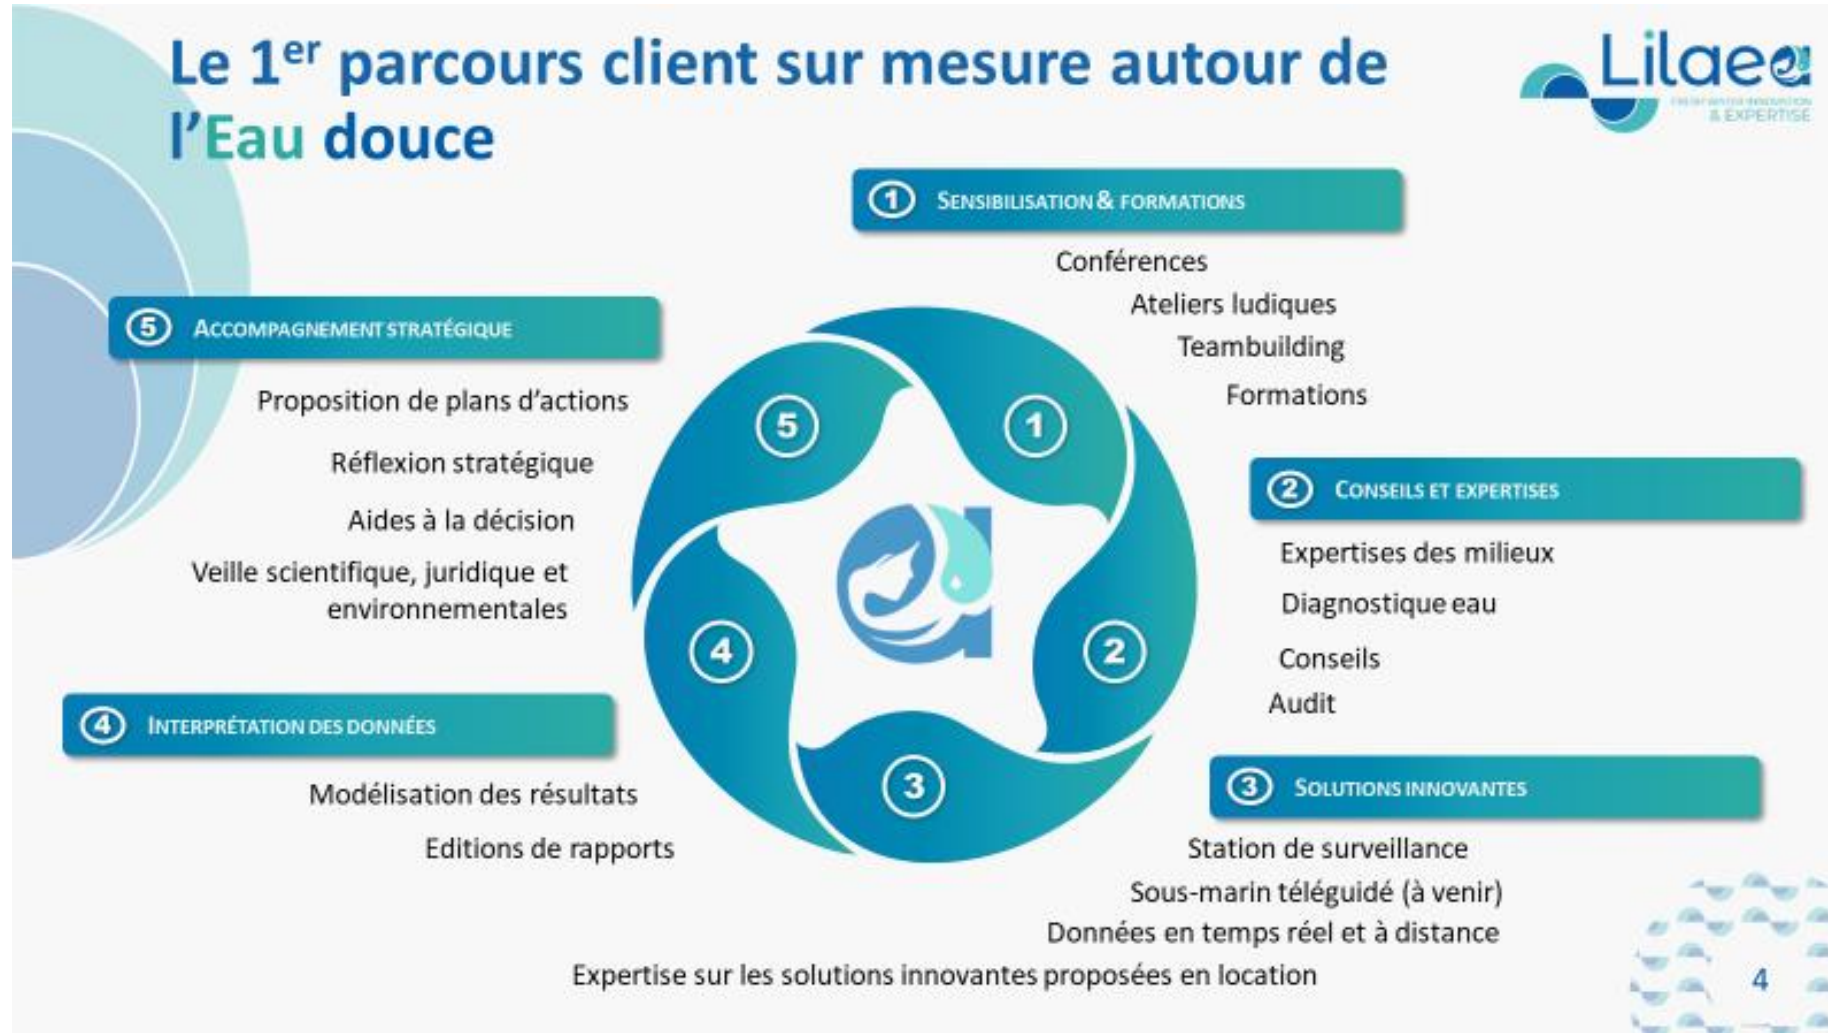 Le 1er parcours client sur mesure autour de
l'Eau douce
Lilaea
FRESH WATER INNOVATION
& EXPERTISE
1 SENSIBILISATION & FORMATIONS
Conférences
Ateliers ludiques
Teambuilding
Formations
2 CONSEILS ET EXPERTISES
Expertises des milieux
Diagnostique eau
Conseils
Audit
3 SOLUTIONS INNOVANTES
Station de surveillance
Sous-marin téléguidé (à venir)
Données en temps réel et à distance
Expertise sur les solutions innovantes proposées en location
4 INTERPRÉTATION DES DONNÉES
Modélisation des résultats
Editions de rapports
5 ACCOMPAGNEMENT STRATÉGIQUE
Proposition de plans d'actions
Réflexion stratégique
Aides à la décision
Veille scientifique, juridique et
environnementales
1
2
3
4
5
a
4